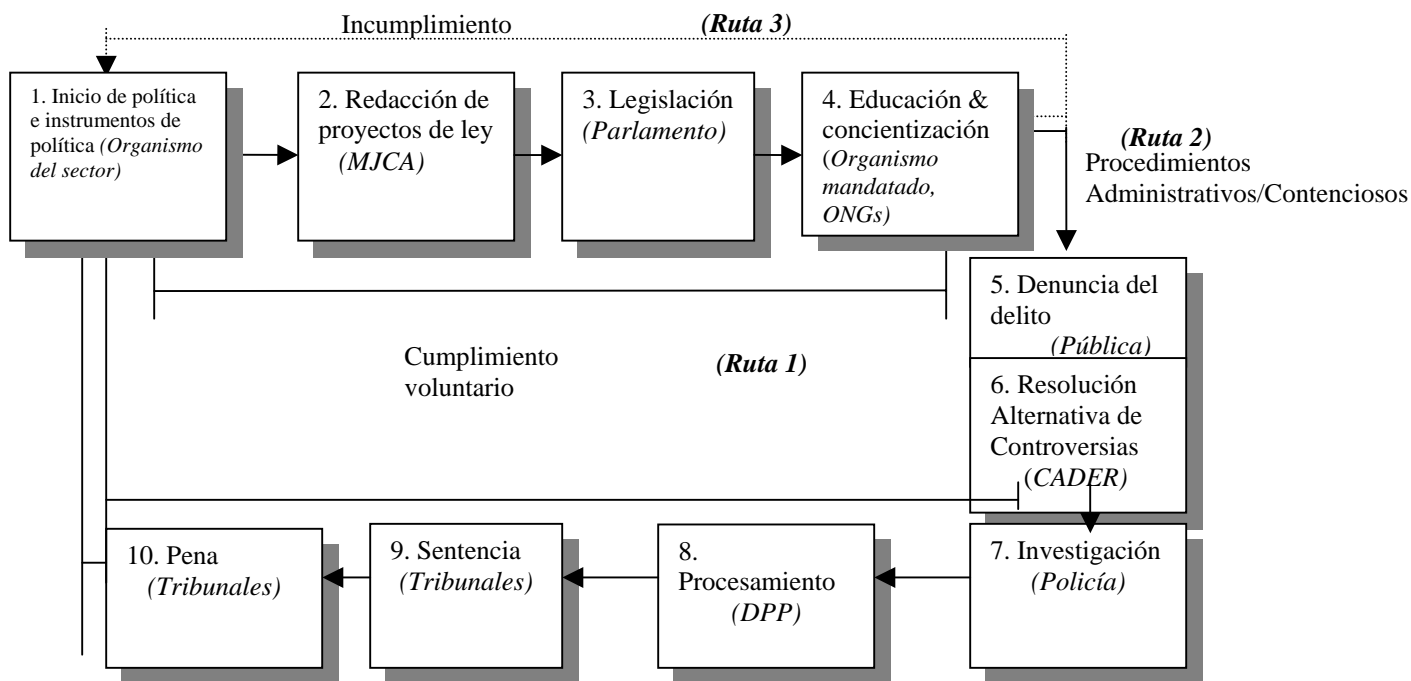 Incumplimiento
(Ruta 3)
1. Inicio de política
e instrumentos de
política (Organismo
del sector)
2. Redacción de
proyectos de ley
(MJCA)
3. Legislación
(Parlamento)
4. Educación &
concientización
(Organismo
mandatado,
ONGs)
(Ruta 2)
Procedimientos
Administrativos/Contenciosos
5. Denuncia del
delito
(Pública)
Cumplimiento
voluntario
(Ruta 1)
6. Resolución
Alternativa de
Controversias
(CADER)
7. Investigación
(Policía)
8.
Procesamiento
(DPP)
9. Sentencia
(Tribunales)
10. Pena
(Tribunales)